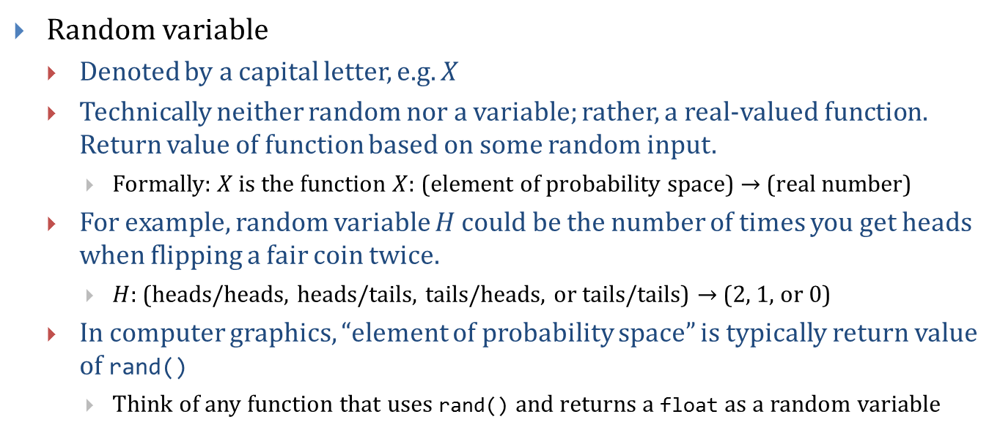 Random variable
Denoted by a capital letter, e.g. X
Technically neither random nor a variable; rather, a real-valued function.
Return value of function based on some random input.
Formally: X is the function X: (element of probability space) → (real number)
For example, random variable H could be the number of times you get heads
when flipping a fair coin twice.
H: (heads/heads, heads/tails, tails/heads, or tails/tails) → (2, 1, or 0)
In computer graphics, “element of probability space” is typically return value
of rand()
Think of any function that uses rand() and returns a float as a random variable